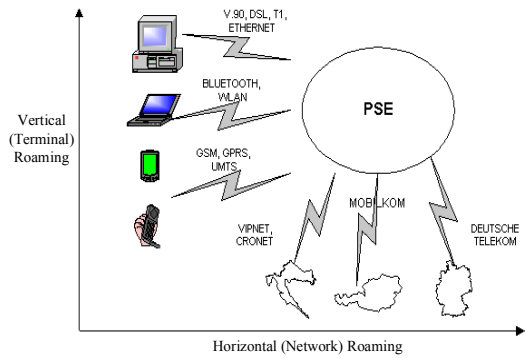 V.90, DSL, T1,
ETHERNET
BLUETOOTH,
WLAN
PSE
Vertical
(Terminal)
Roaming
GSM, GPRS,
UMTS
MOBILKOM
VIPNET,
CRONET
DEUTSCHE
TELEKOM
Horizontal (Network) Roaming